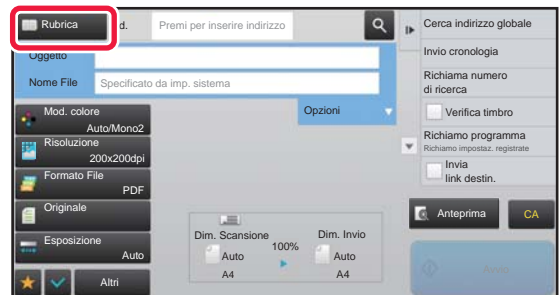 Rubrica
d.
Premi per inserire indirizzo
Oggetto
Nome File
Specificato da imp. sistema
Opzioni
Mod. colore
Auto/Mono2
Risoluzione
200x200dpi
Formato File
PDF
Originale
Esposizione
Auto
Altri
Dim. Scansione
Auto
A4
100%
Dim. Invio
Auto
A4
Cerca indirizzo globale
Invio cronologia
Richiama numero
di ricerca
Verifica timbro
Richiamo programma
Richiamo impostaz. registrate
Invia
link destin.
Anteprima
CA
Avvio